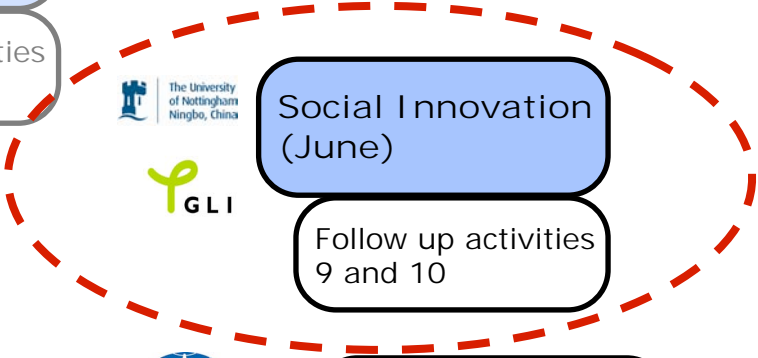 ties
The University
of Nottingham
Ningbo, China
Social Innovation
(June)
GLI
Follow up activities
9 and 10